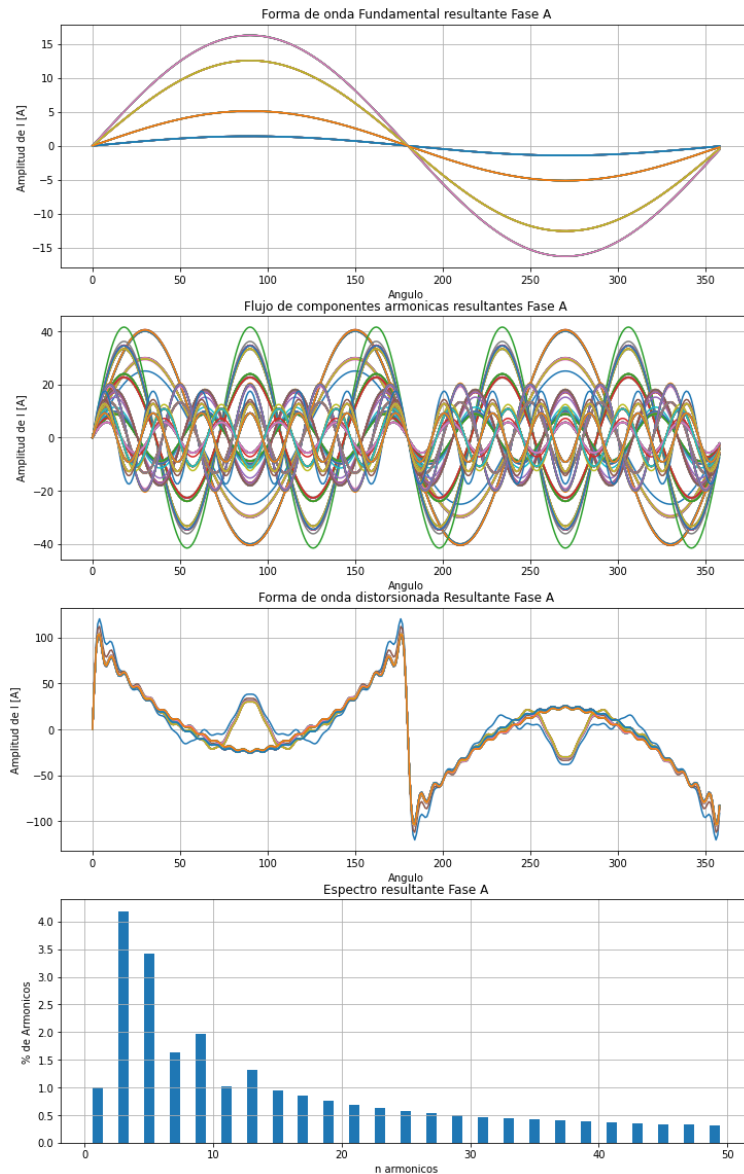 Forma de onda Fundamental resultante Fase A
Amplitud de I [A]
15
10
5
0
−5
−10
−15
0 50 100 150 200 250 300 350
Angulo
Flujo de componentes armonicas resultantes Fase A
Amplitud de I [A]
40
20
0
−20
−40
0 50 100 150 200 250 300 350
Angulo
Forma de onda distorsionada Resultante Fase A
Amplitud de I [A]
100
50
0
−50
−100
0 50 100 150 200 250 300 350
Angulo
Espectro resultante Fase A
% de Armonicos
4.0
3.5
3.0
2.5
2.0
1.5
1.0
0.5
0.0
0 10 20 30 40 50
n armonicos